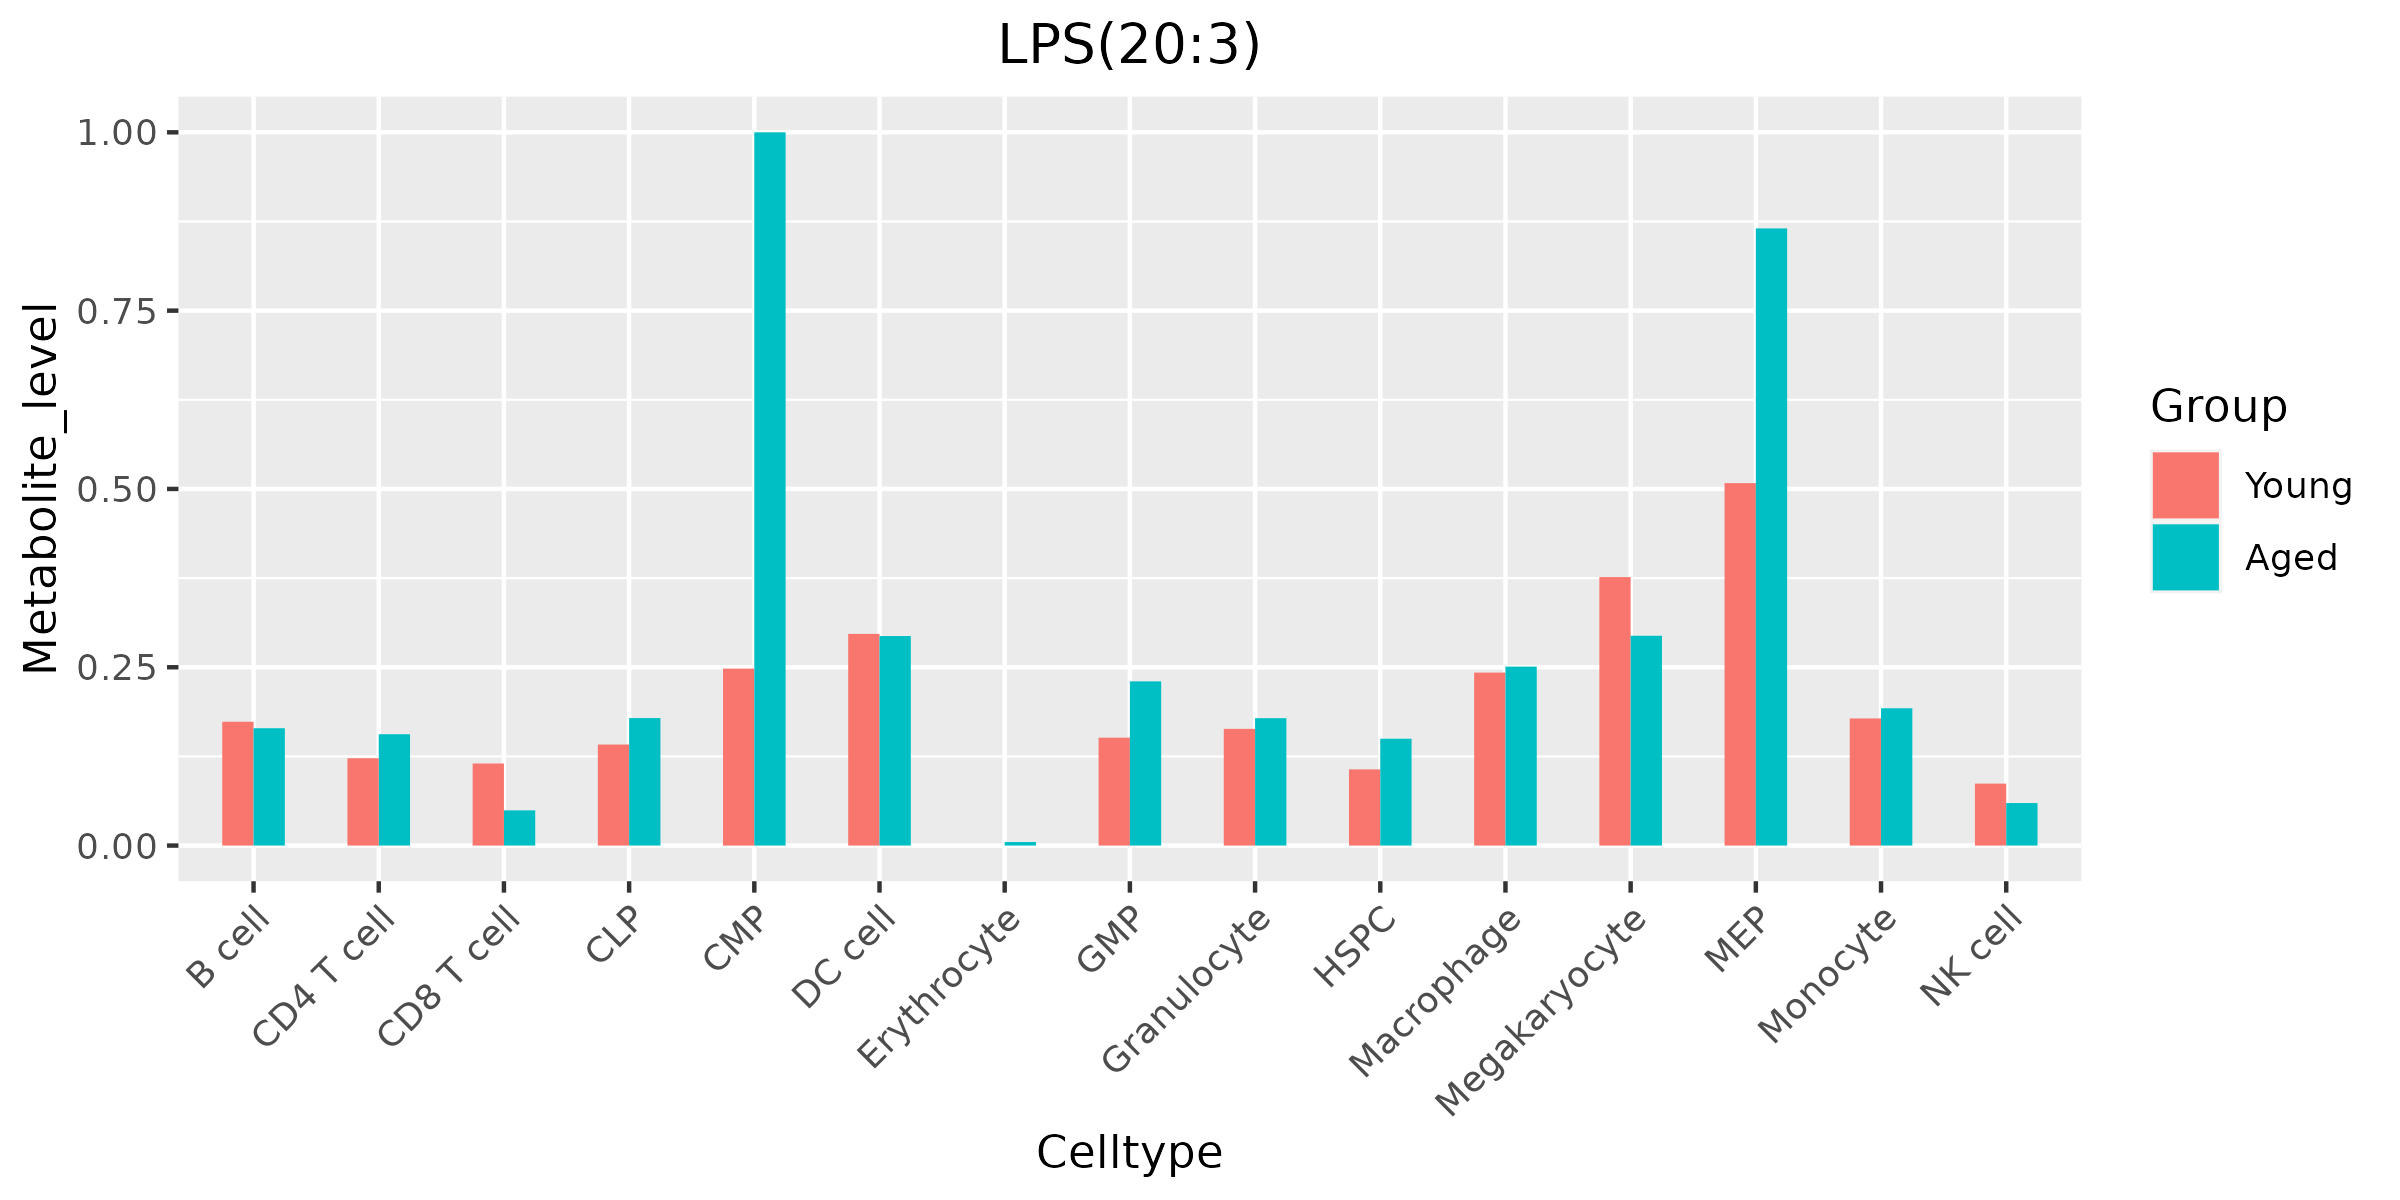 LPS(20:3)
Metabolite_level
1.00
0.75
0.50
0.25
0.00
B cell
CD4 T cell
CD8 T cell
CLP
CMP
DC cell
Erythrocyte
GMP
Granulocyte
HSPC
Macrophage
Megakaryocyte
MEP
Monocyte
NK cell
Celltype
Group
Young
Aged